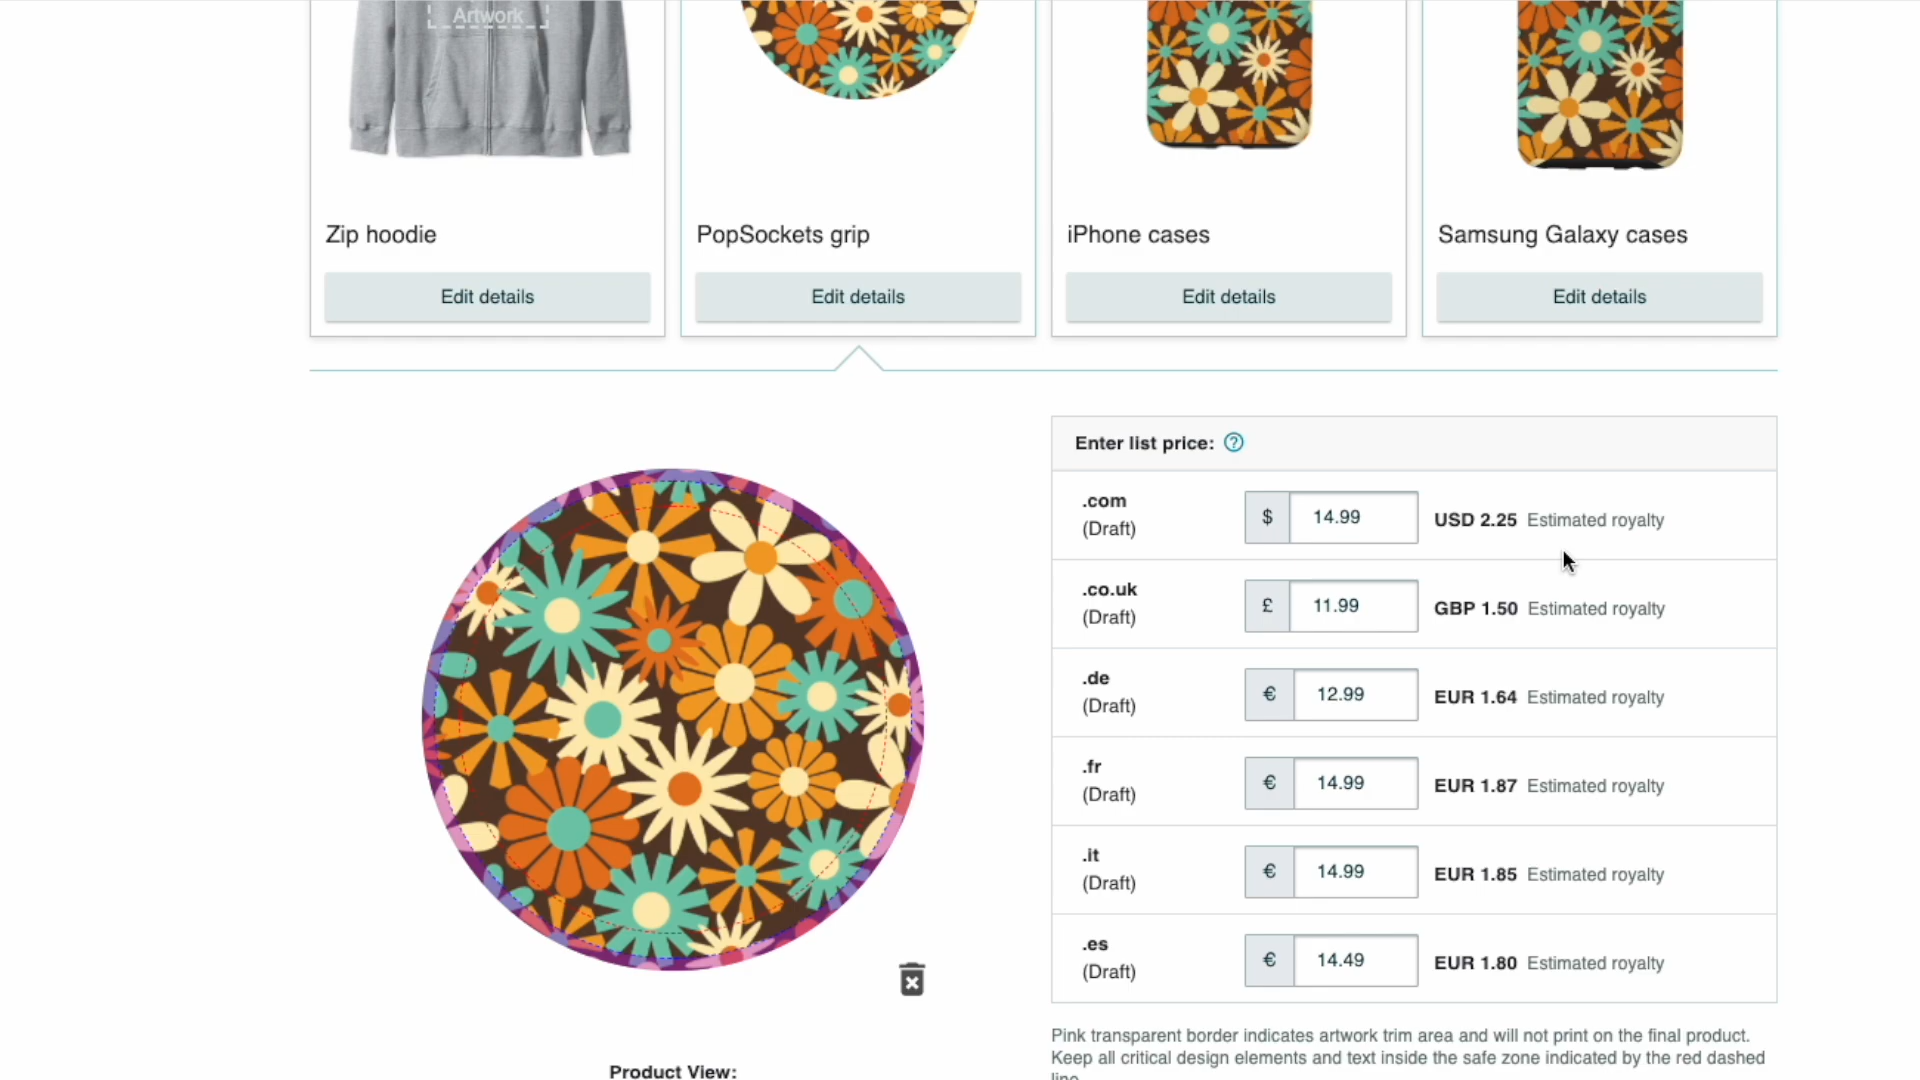 Artwork
Zip hoodie
PopSockets grip
iPhone cases
Samsung Galaxy cases
Edit details
Edit details
Edit details
Edit details
Enter list price: ?
.com
(Draft)
$ 14.99
USD 2.25 Estimated royalty
.co.uk
(Draft)
£ 11.99
GBP 1.50 Estimated royalty
.de
(Draft)
€ 12.99
EUR 1.64 Estimated royalty
.fr
(Draft)
€ 14.99
EUR 1.87 Estimated royalty
.it
(Draft)
€ 14.99
EUR 1.85 Estimated royalty
.es
(Draft)
€ 14.49
EUR 1.80 Estimated royalty
Pink transparent border indicates artwork trim area and will not print on the final product.
Keep all critical design elements and text inside the safe zone indicated by the red dashed
line
Product View: